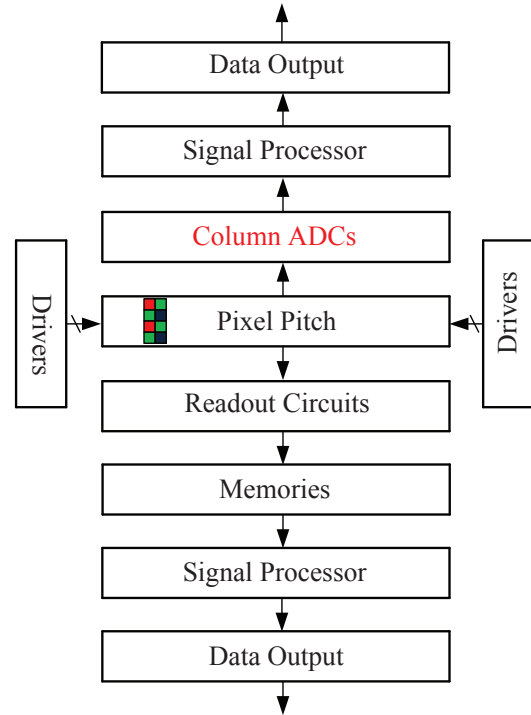 Data Output
Signal Processor
Column ADCs
Drivers
Pixel Pitch
Drivers
Readout Circuits
Memories
Signal Processor
Data Output